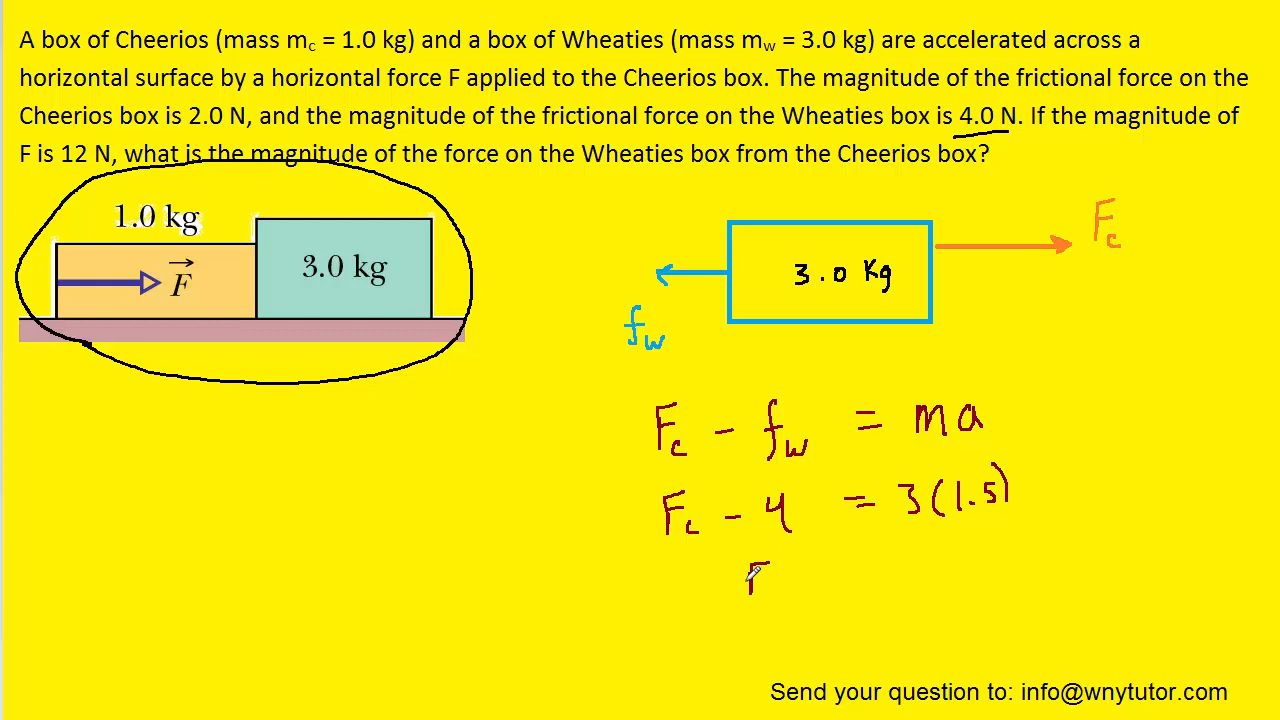 A box of Cheerios (mass mc = 1.0 kg) and a box of Wheaties (mass mw = 3.0 kg) are accelerated across a
horizontal surface by a horizontal force F applied to the Cheerios box. The magnitude of the frictional force on the
Cheerios box is 2.0 N, and the magnitude of the frictional force on the Wheaties box is 4.0 N. If the magnitude of
F is 12 N, what is the magnitude of the force on the Wheaties box from the Cheerios box?
1.0 kg
F
3.0 kg
3.0 Kg
Fc
fw
Fc - fw = ma
Fc - 4 = 3(1.5)
F
Send your question to: info@wnytutor.com